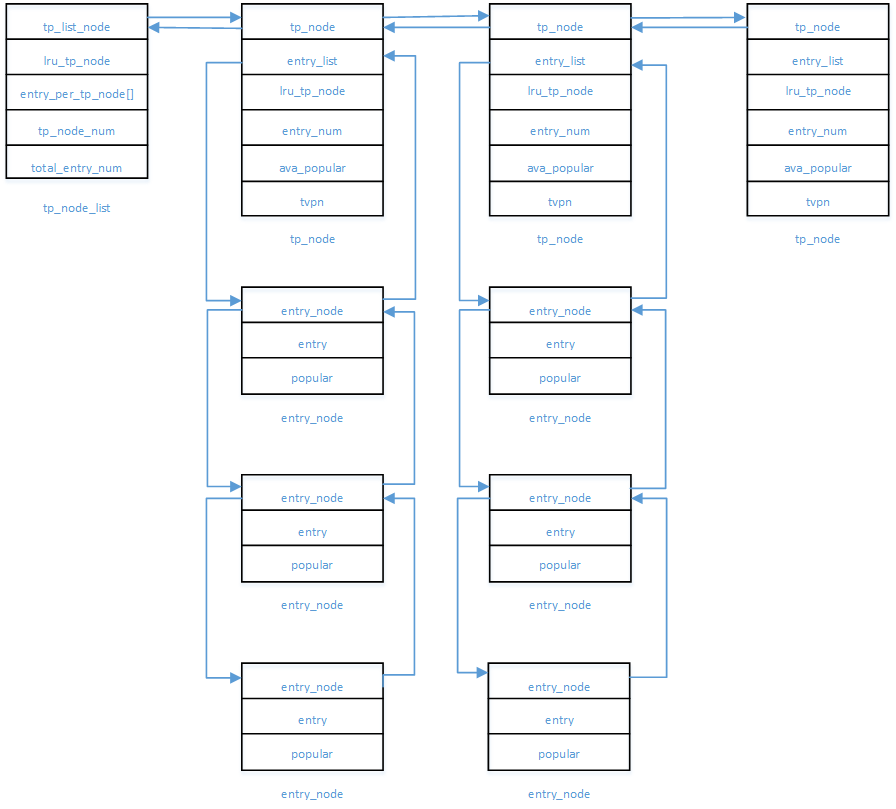 tp_list_node
lru_tp_node
entry_per_tp_node[]
tp_node_num
total_entry_num
tp_node_list
tp_node
entry_list
lru_tp_node
entry_num
ava_popular
tvpn
tp_node
tp_node
entry_list
lru_tp_node
entry_num
ava_popular
tvpn
tp_node
tp_node
entry_list
lru_tp_node
entry_num
ava_popular
tvpn
tp_node
entry_node
entry
popular
entry_node
entry_node
entry
popular
entry_node
entry_node
entry
popular
entry_node
entry_node
entry
popular
entry_node
entry_node
entry
popular
entry_node
entry_node
entry
popular
entry_node